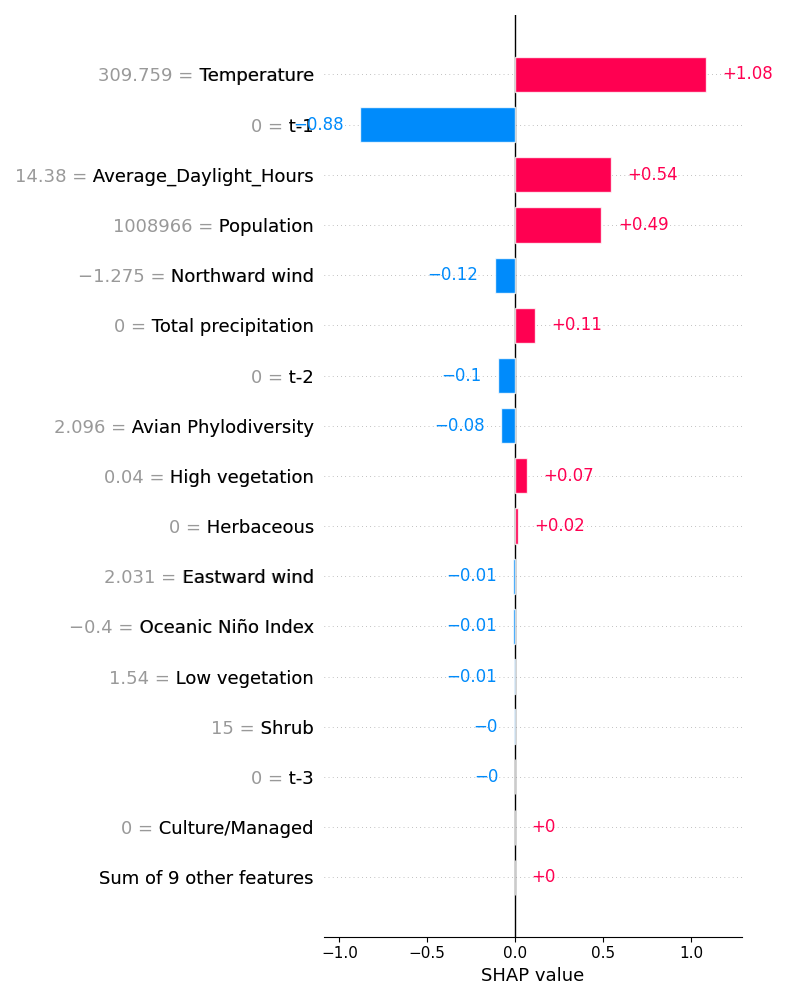 309.759 = Temperature +1.08
0 = t-1 −0.88
14.38 = Average_Daylight_Hours +0.54
1008966 = Population +0.49
−1.275 = Northward wind −0.12
0 = Total precipitation +0.11
0 = t-2 −0.1
2.096 = Avian Phylodiversity −0.08
0.04 = High vegetation +0.07
0 = Herbaceous +0.02
2.031 = Eastward wind −0.01
−0.4 = Oceanic Niño Index −0.01
1.54 = Low vegetation −0.01
15 = Shrub −0
0 = t-3 −0
0 = Culture/Managed +0
Sum of 9 other features +0
−1.0 −0.5 0.0 0.5 1.0
SHAP value